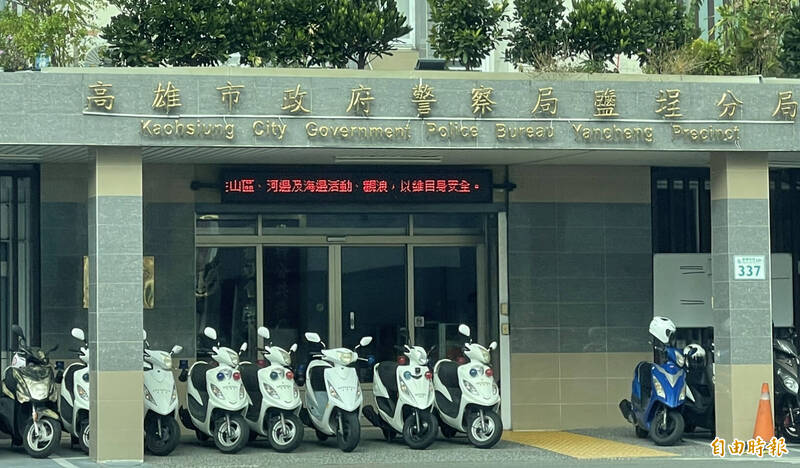 高雄市政府警察局鹽埕分局
Kaohsiung City Government Police Bureau Yancheng Precinct
山區、河邊及海邊活動、觀浪，以維自身安全。
337
自由時報